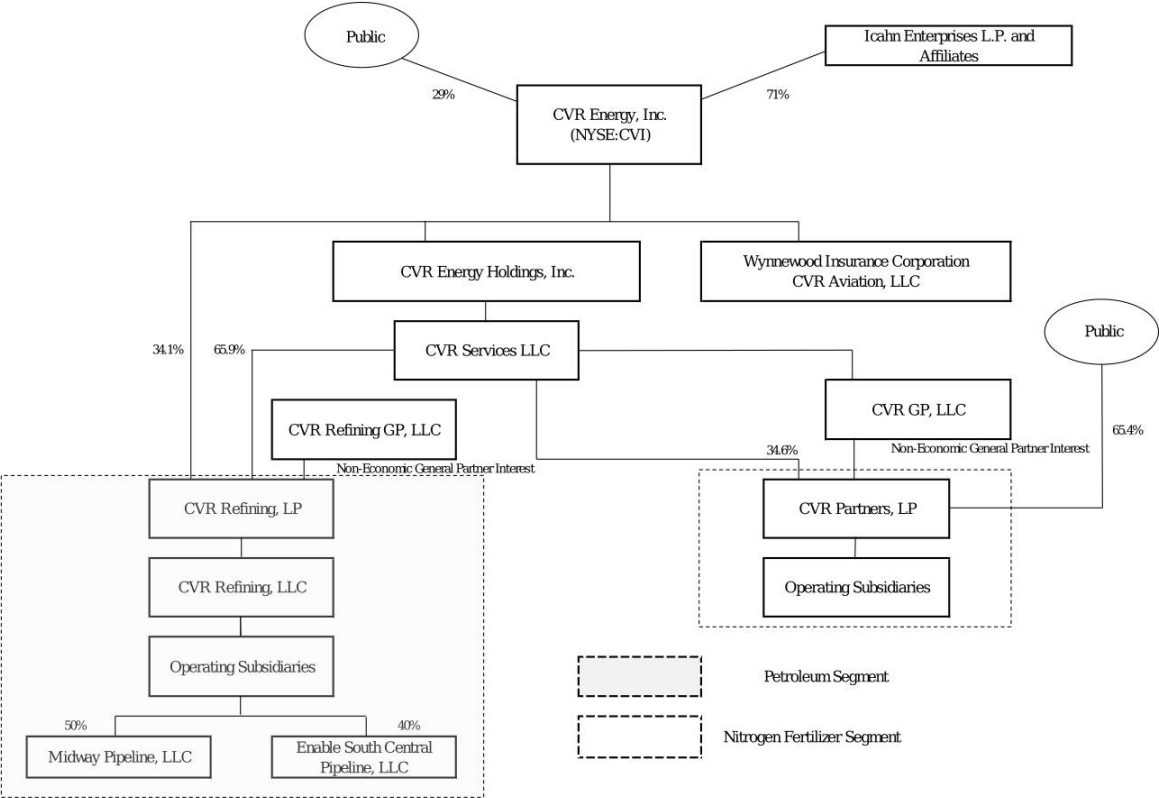 Public
Icahn Enterprises L.P. and
Affiliates
29%
71%
CVR Energy, Inc.
(NYSE:CVI)
CVR Energy Holdings, Inc.
Wynnewood Insurance Corporation
CVR Aviation, LLC
34.1%
65.9%
CVR Services LLC
Public
CVR Refining GP, LLC
CVR GP, LLC
65.4%
Non-Economic General Partner Interest
34.6%
Non-Economic General Partner Interest
CVR Refining, LP
CVR Partners, LP
CVR Refining, LLC
Operating Subsidiaries
Operating Subsidiaries
Petroleum Segment
50%
40%
Nitrogen Fertilizer Segment
Midway Pipeline, LLC
Enable South Central
Pipeline, LLC